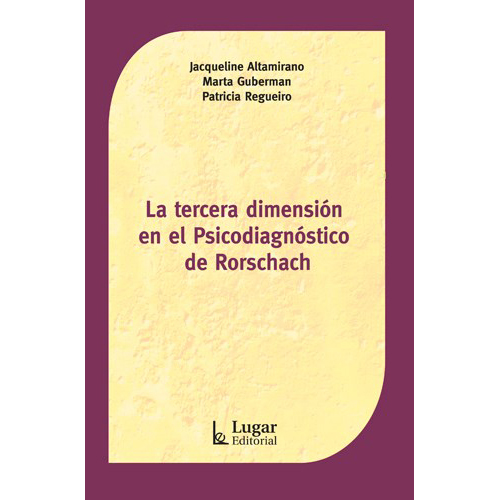 Jacqueline Altamirano
Marta Guberman
Patricia Regueiro
La tercera dimensión
en el Psicodiagnóstico
de Rorschach
Lugar
Editorial